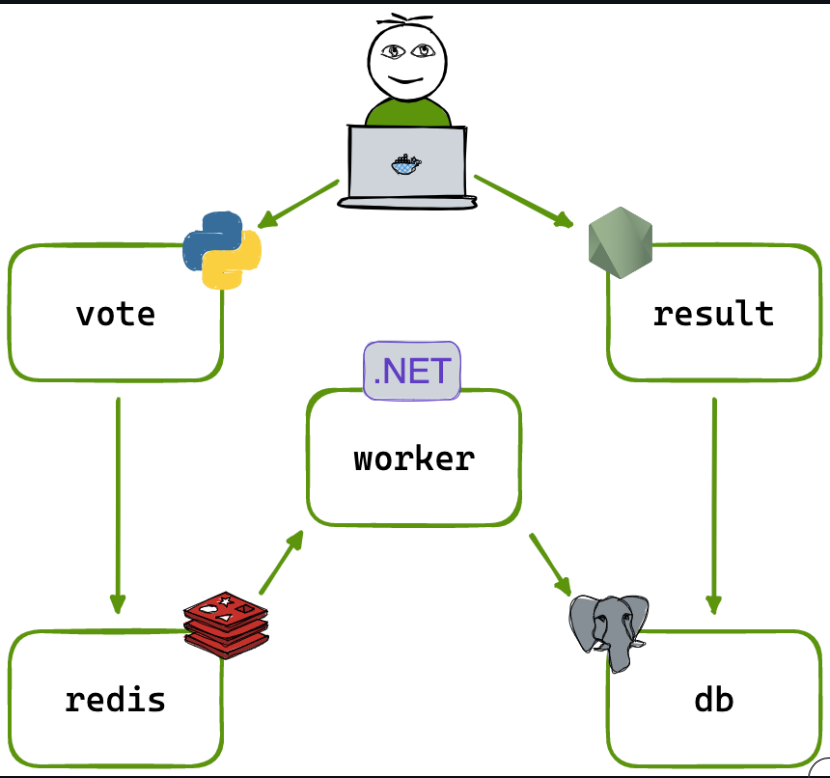 vote
result
.NET
worker
redis
db